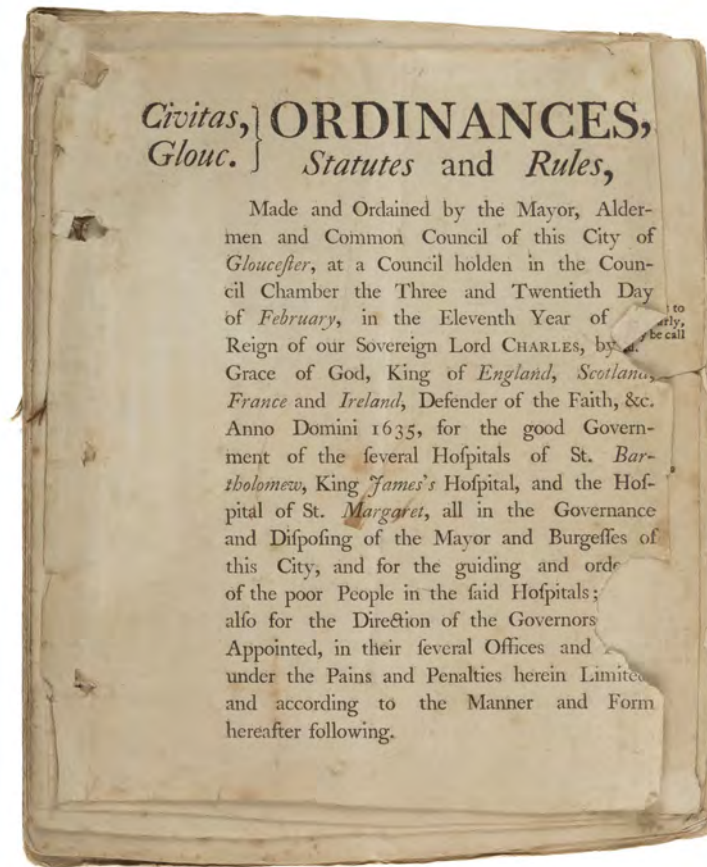 Civitas, Glouc. } ORDINANCES,
Statutes and Rules,
Made and Ordained by the Mayor, Alder-
men and Common Council of this City of
Glouceſter, at a Council holden in the Coun-
cil Chamber the Three and Twentieth Day
of February, in the Eleventh Year of
Reign of our Sovereign Lord CHARLES, by
Grace of God, King of England, Scotland,
France and Ireland, Defender of the Faith, &c.
Anno Domini 1635, for the good Govern-
ment of the ſeveral Hoſpitals of St. Bar-
tholomew, King James's Hoſpital, and the Hoſ-
pital of St. Margaret, all in the Governance
and Diſpoſing of the Mayor and Burgeſſes of
this City, and for the guiding and orde
of the poor People in the ſaid Hoſpitals;
alſo for the Direction of the Governors
Appointed, in their ſeveral Offices and
under the Pains and Penalties herein Limited
and according to the Manner and Form
hereafter following.
to
rly,
be call